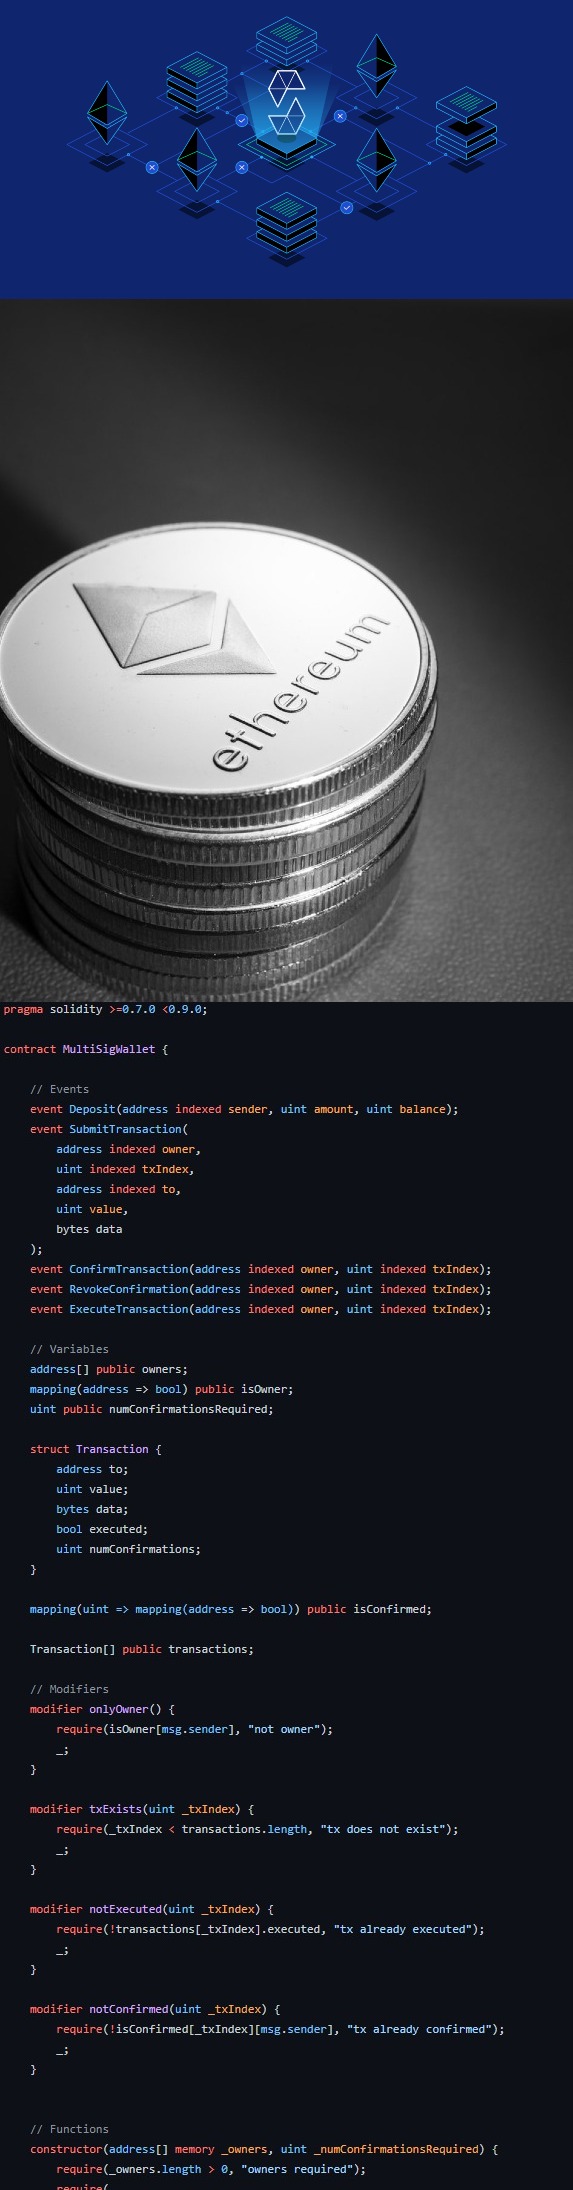 ethereum
pragma solidity >=0.7.0 <0.9.0;
contract MultiSigWallet {
// Events
event Deposit(address indexed sender, uint amount, uint balance);
event SubmitTransaction(
address indexed owner,
uint indexed txIndex,
address indexed to,
uint value,
bytes data
);
event ConfirmTransaction(address indexed owner, uint indexed txIndex);
event RevokeConfirmation(address indexed owner, uint indexed txIndex);
event ExecuteTransaction(address indexed owner, uint indexed txIndex);
// Variables
address[] public owners;
mapping(address => bool) public isOwner;
uint public numConfirmationsRequired;
struct Transaction {
address to;
uint value;
bytes data;
bool executed;
uint numConfirmations;
}
mapping(uint => mapping(address => bool)) public isConfirmed;
Transaction[] public transactions;
// Modifiers
modifier onlyOwner() {
require(isOwner[msg.sender], "not owner");
_;
}
modifier txExists(uint _txIndex) {
require(_txIndex < transactions.length, "tx does not exist");
_;
}
modifier notExecuted(uint _txIndex) {
require(!transactions[_txIndex].executed, "tx already executed");
_;
}
modifier notConfirmed(uint _txIndex) {
require(!isConfirmed[_txIndex][msg.sender], "tx already confirmed");
_;
}
// Functions
constructor(address[] memory _owners, uint _numConfirmationsRequired) {
require(_owners.length > 0, "owners required");
require(